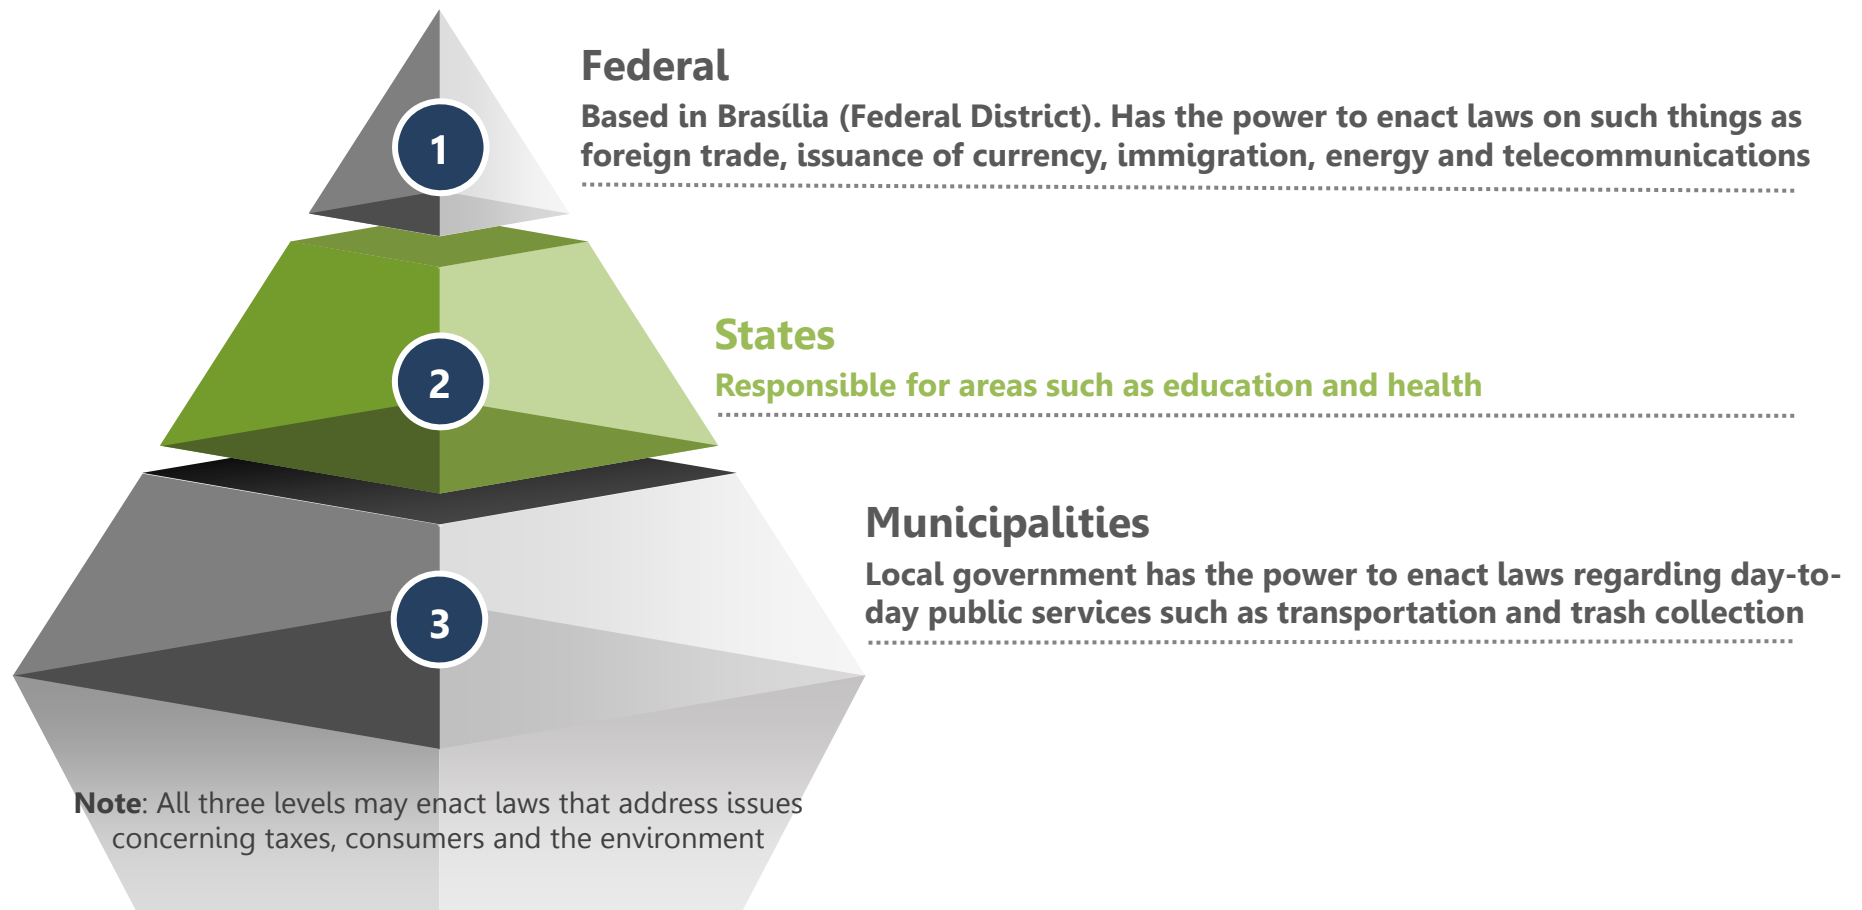 1
Federal
Based in Brasília (Federal District). Has the power to enact laws on such things as
foreign trade, issuance of currency, immigration, energy and telecommunications
2
States
Responsible for areas such as education and health
3
Municipalities
Local government has the power to enact laws regarding day-to-
day public services such as transportation and trash collection
Note: All three levels may enact laws that address issues
concerning taxes, consumers and the environment